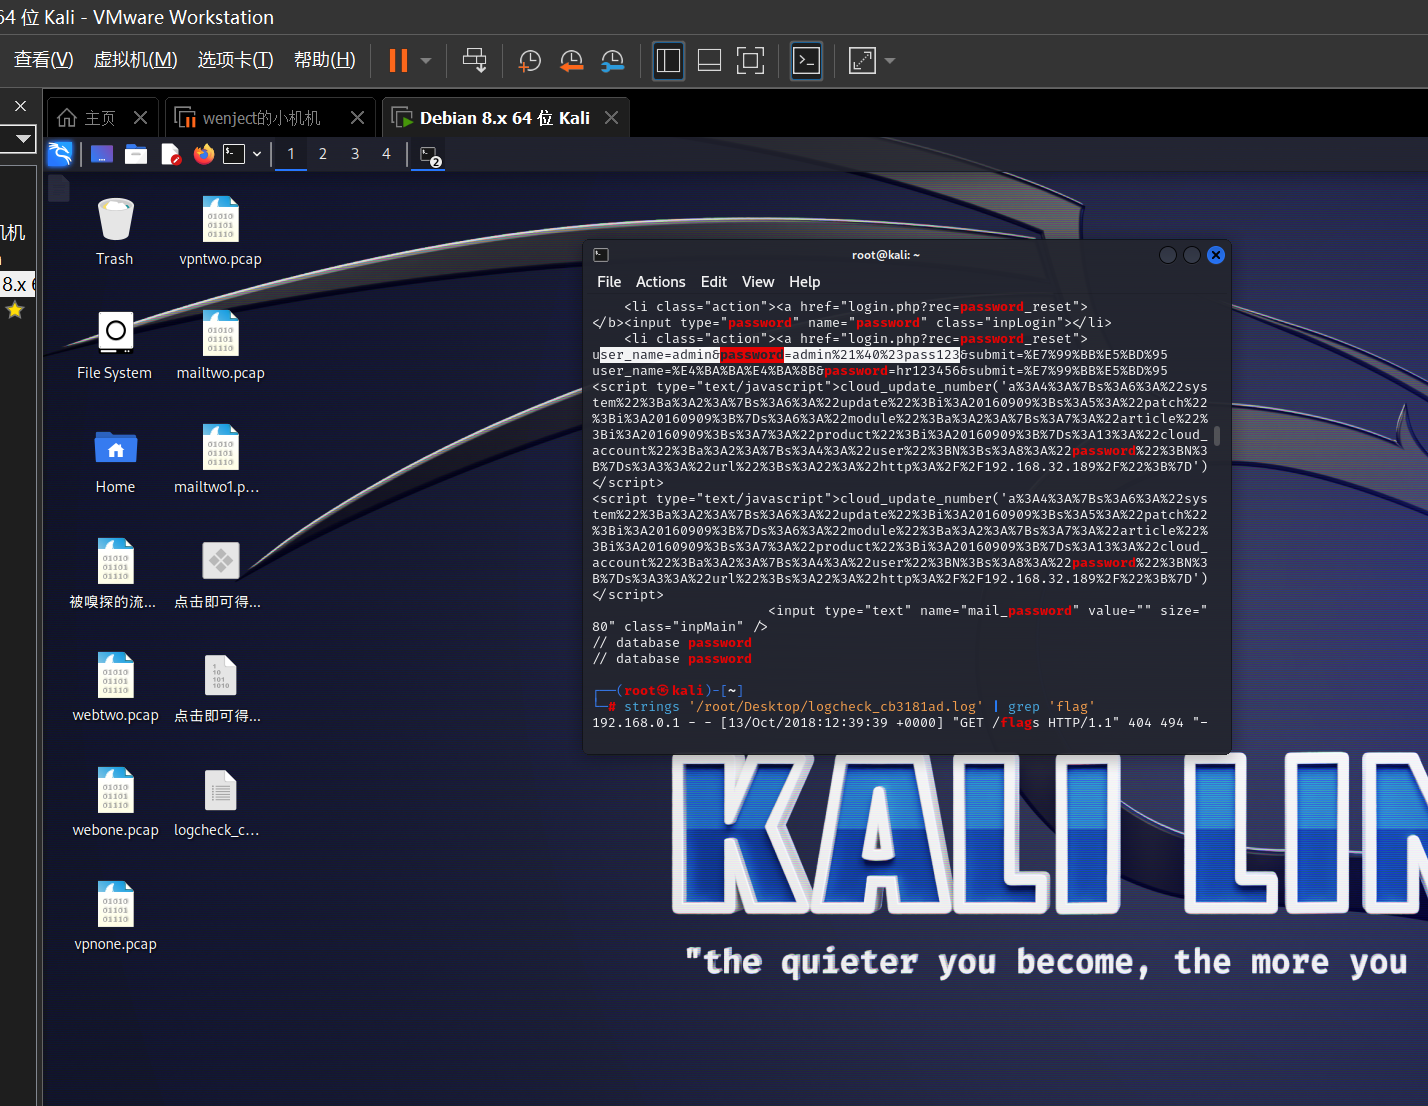 64 位 Kali - VMware Workstation
查看(V) 虚拟机(M) 选项卡(T) 帮助(H)
主页 wenject的小机机 Debian 8.x 64 位 Kali
1 2 3 4 2
机机
8.x 6
Trash
vpntwo.pcap
File System
mailtwo.pcap
Home
mailtwo1.p...
被嗅探的流...
点击即可得...
webtwo.pcap
点击即可得...
webone.pcap
logcheck_c...
vpnone.pcap
root@kali: ~
File Actions Edit View Help
<li class="action"><a href="login.php?rec=password_reset">
</b><input type="password" name="password" class="inpLogin"></li>
<li class="action"><a href="login.php?rec=password_reset">
user_name=admin&password=admin%21%40%23pass123&submit=%E7%99%BB%E5%BD%95
user_name=%E4%BA%BA%E4%BA%8B&password=hr123456&submit=%E7%99%BB%E5%BD%95
<script type="text/javascript">cloud_update_number('a%3A4%3A%7Bs%3A6%3A%22sys
tem%22%3Ba%3A2%3A%7Bs%3A6%3A%22update%22%3Bi%3A20160909%3Bs%3A5%3A%22patch%22
%3Bi%3A20160909%3B%7Ds%3A6%3A%22module%22%3Ba%3A2%3A%7Bs%3A7%3A%22article%22%
3Bi%3A20160909%3Bs%3A7%3A%22product%22%3Bi%3A20160909%3B%7Ds%3A13%3A%22cloud_
account%22%3Ba%3A2%3A%7Bs%3A4%3A%22user%22%3BN%3Bs%3A8%3A%22password%22%3BN%3
B%7Ds%3A3%3A%22url%22%3Bs%3A22%3A%22http%3A%2F%2F192.168.32.189%2F%22%3B%7D')
</script>
<script type="text/javascript">cloud_update_number('a%3A4%3A%7Bs%3A6%3A%22sys
tem%22%3Ba%3A2%3A%7Bs%3A6%3A%22update%22%3Bi%3A20160909%3Bs%3A5%3A%22patch%22
%3Bi%3A20160909%3B%7Ds%3A6%3A%22module%22%3Ba%3A2%3A%7Bs%3A7%3A%22article%22%
3Bi%3A20160909%3Bs%3A7%3A%22product%22%3Bi%3A20160909%3B%7Ds%3A13%3A%22cloud_
account%22%3Ba%3A2%3A%7Bs%3A4%3A%22user%22%3BN%3Bs%3A8%3A%22password%22%3BN%3
B%7Ds%3A3%3A%22url%22%3Bs%3A22%3A%22http%3A%2F%2F192.168.32.189%2F%22%3B%7D')
</script>
<input type="text" name="mail_password" value="" size="
80" class="inpMain" />
// database password
// database password
┌──(root㉿kali)-[~]
└─# strings '/root/Desktop/logcheck_cb3181ad.log' | grep 'flag'
192.168.0.1 - - [13/Oct/2018:12:39:39 +0000] "GET /flags HTTP/1.1" 404 494 "-
KALI LIN
"the quieter you become, the more you